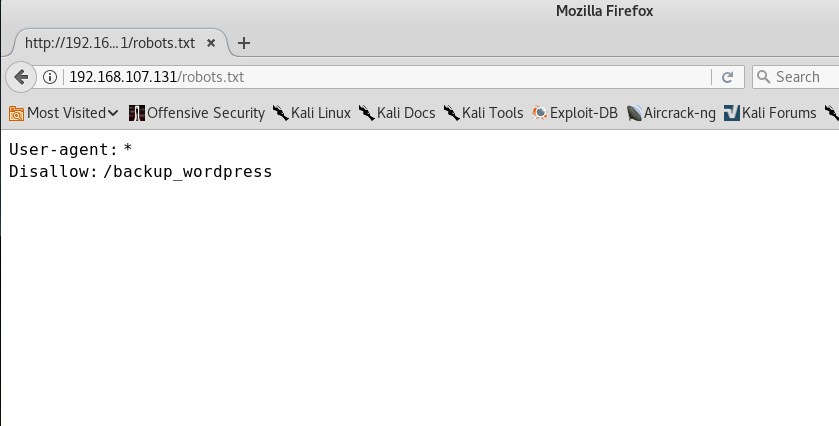 Mozilla Firefox
http://192.16...1/robots.txt
192.168.107.131/robots.txt
Search
Most Visited Offensive Security Kali Linux Kali Docs Kali Tools Exploit-DB Aircrack-ng Kali Forums
User-agent: *
Disallow: /backup_wordpress